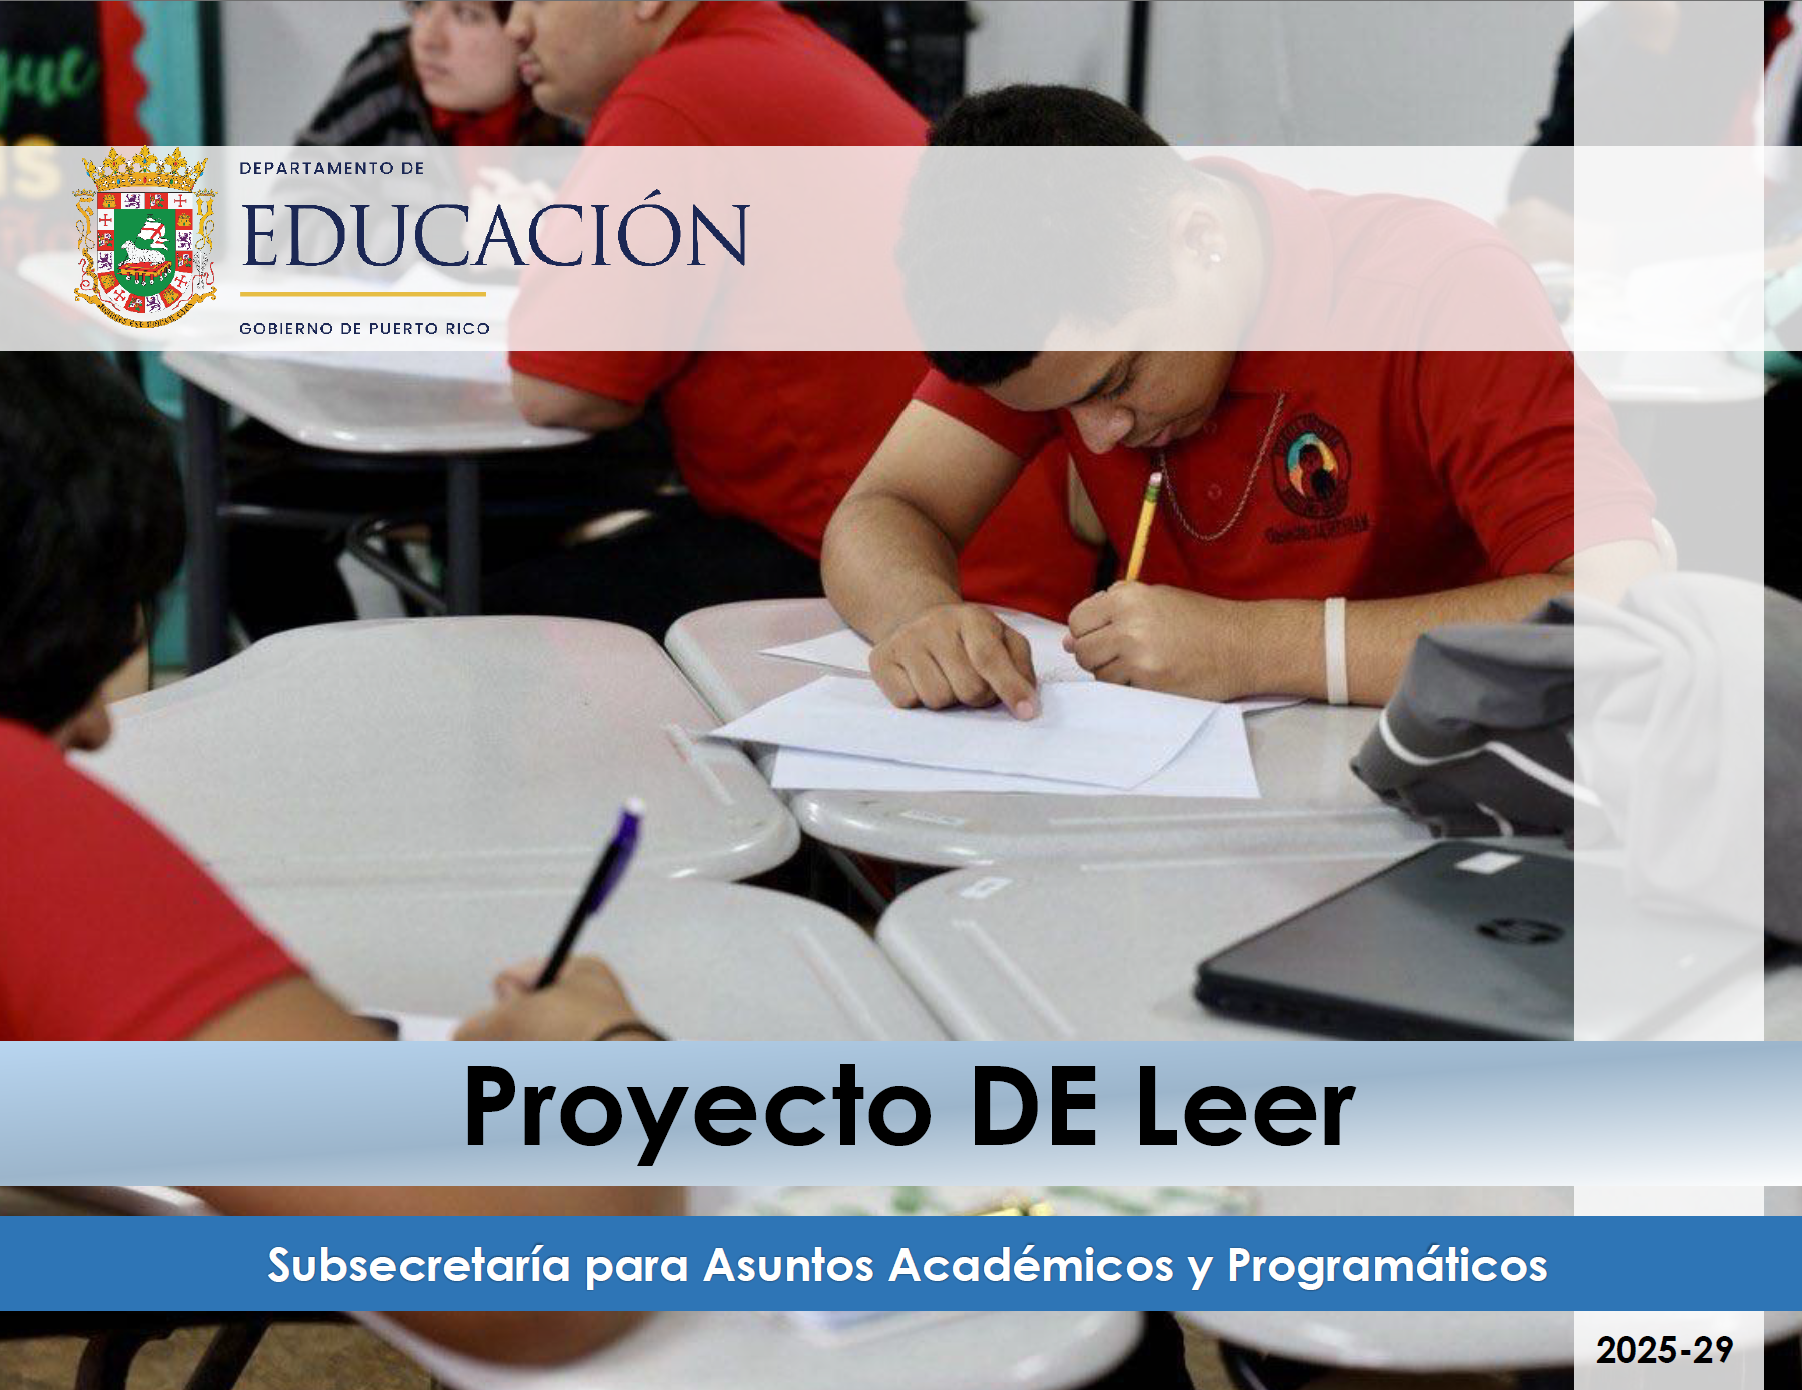 DEPARTAMENTO DE
EDUCACIÓN
GOBIERNO DE PUERTO RICO
Proyecto DE Leer
Subsecretaría para Asuntos Académicos y Programáticos
2025-29